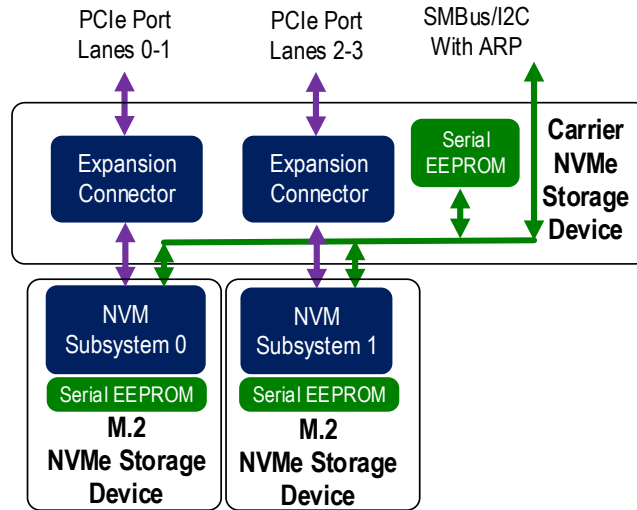 PCIe Port
Lanes 0-1
PCIe Port
Lanes 2-3
SMBus/I2C
With ARP
Expansion
Connector
Expansion
Connector
Serial
EEPROM
Carrier
NVMe
Storage
Device
NVM
Subsystem 0
Serial EEPROM
M.2
NVMe Storage
Device
NVM
Subsystem 1
Serial EEPROM
M.2
NVMe Storage
Device